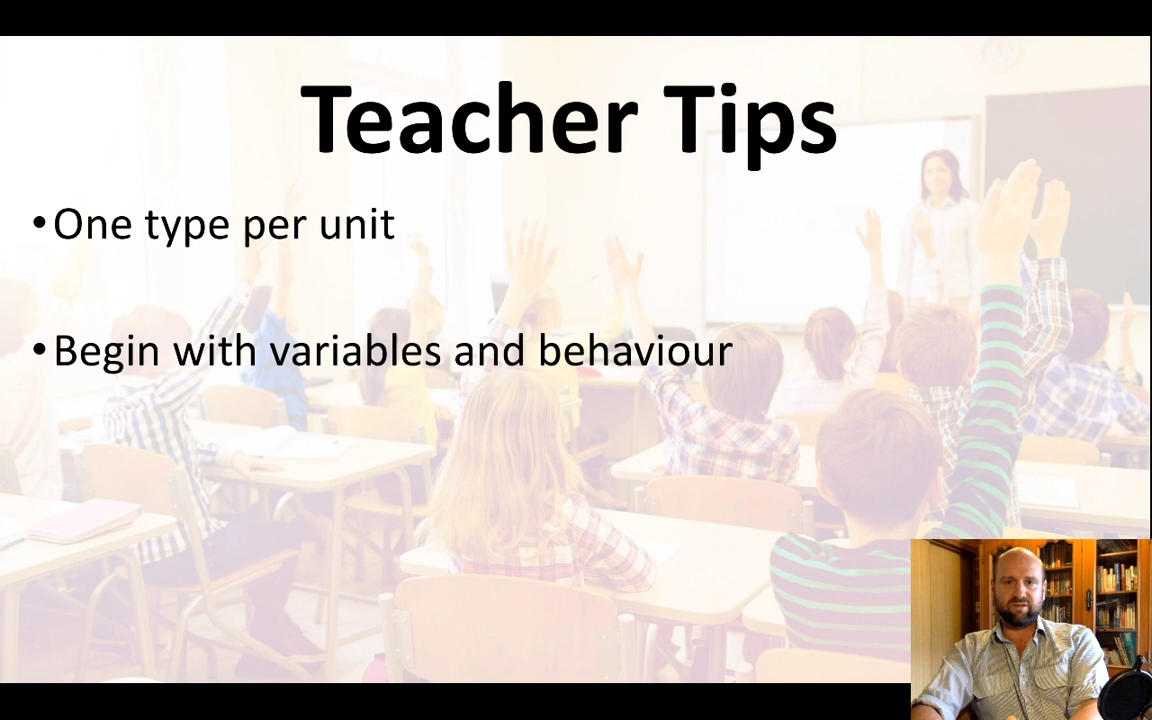 Teacher Tips
•One type per unit
•Begin with variables and behaviour